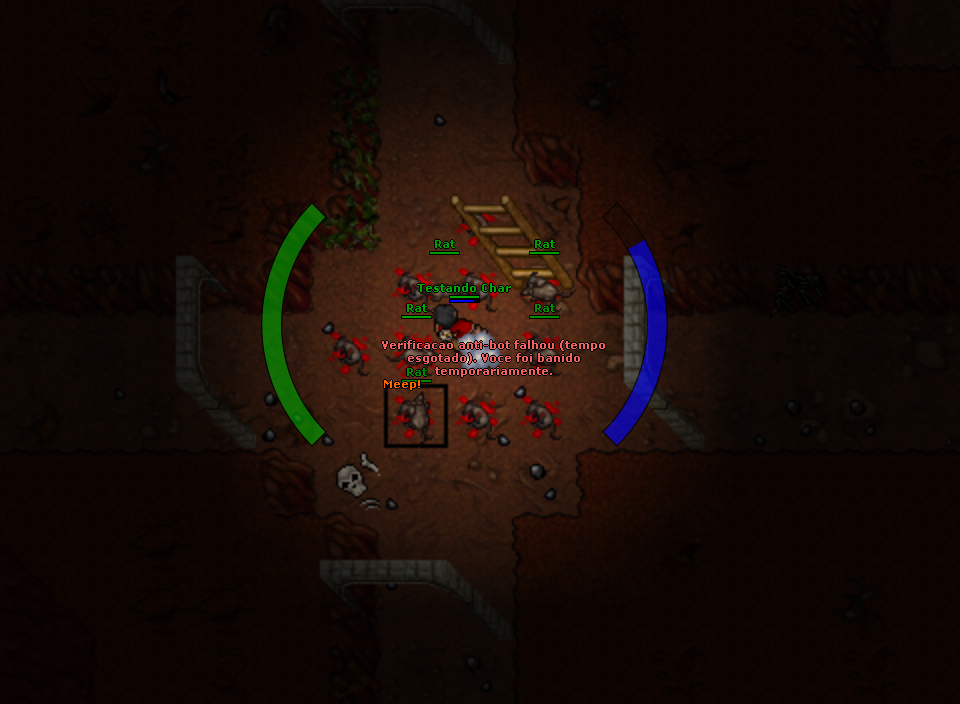 Rat
Rat
Testando Char
Rat
Rat
Verificacao anti-bot falhou (tempo
esgotado). Voce foi banido
temporariamente.
Rat
Meep!